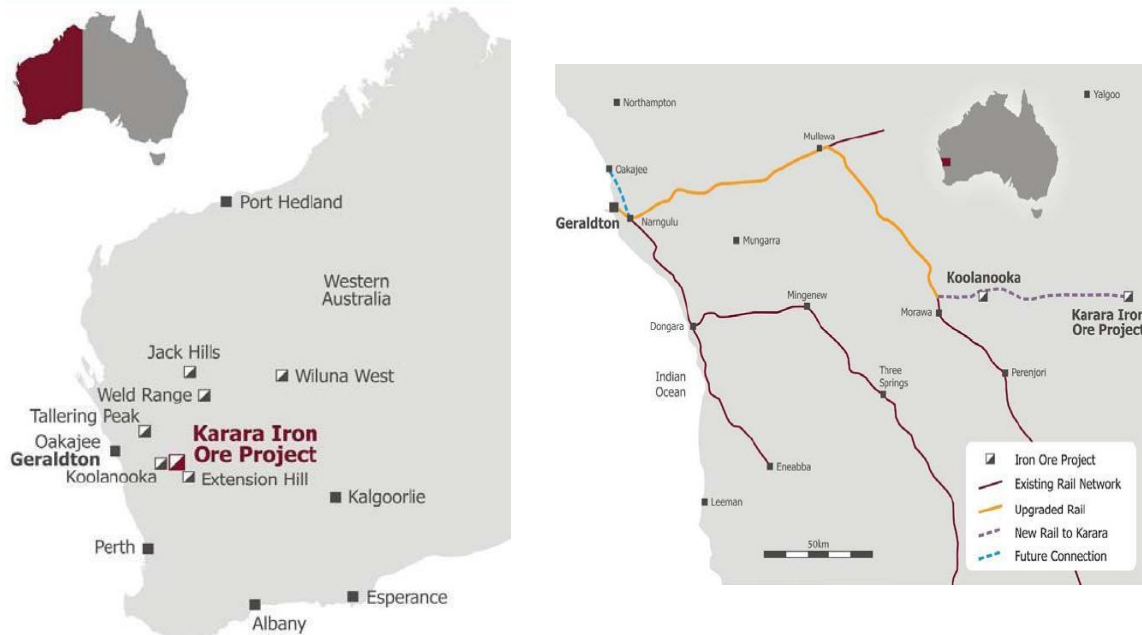 Port Hedland
Western
Australia
Jack Hills
Wiluna West
Weld Range
Tallering Peak
Karara Iron
Ore Project
Oakajee
Geraldton
Koolanooka
Extension Hill
Kalgoorlie
Perth
Esperance
Albany
Northampton
Yalgoo
Mullewa
Oakajee
Geraldton
Narngulu
Mungarra
Koolanooka
Mingenew
Morawa
Karara Iron
Ore Project
Dongara
Indian
Ocean
Three
Springs
Perenjori
Eneabba
Leeman
50km
Iron Ore Project
Existing Rail Network
Upgraded Rail
New Rail to Karara
Future Connection